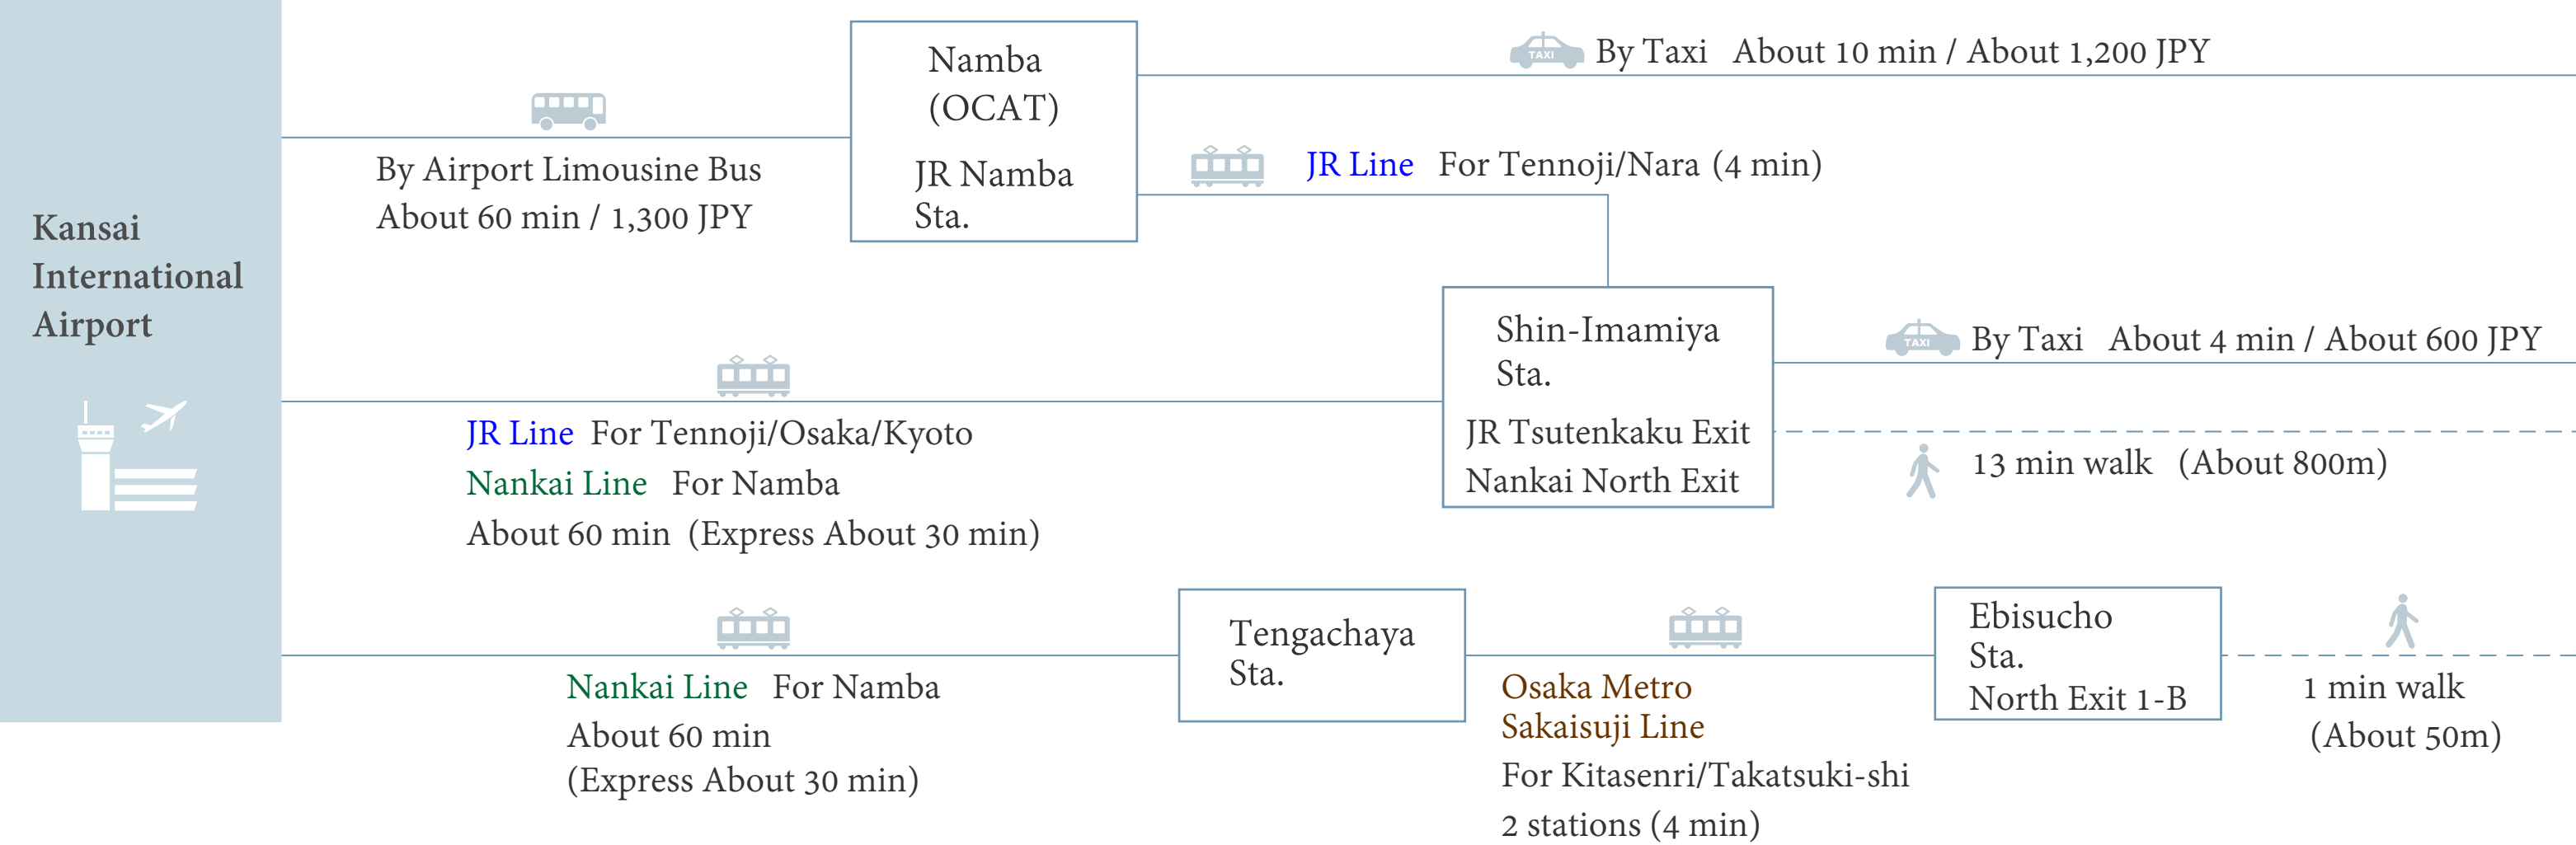 Kansai
International
Airport
By Airport Limousine Bus
About 60 min / 1,300 JPY
Namba
(OCAT)
JR Namba
Sta.
TAXI By Taxi About 10 min / About 1,200 JPY
JR Line For Tennoji/Nara (4 min)
JR Line For Tennoji/Osaka/Kyoto
Nankai Line For Namba
About 60 min (Express About 30 min)
Shin-Imamiya
Sta.
JR Tsutenkaku Exit
Nankai North Exit
TAXI By Taxi About 4 min / About 600 JPY
13 min walk (About 800m)
Nankai Line For Namba
About 60 min
(Express About 30 min)
Tengachaya
Sta.
Osaka Metro
Sakaisuji Line
For Kitasenri/Takatsuki-shi
2 stations (4 min)
Ebisucho
Sta.
North Exit 1-B
1 min walk
(About 50m)